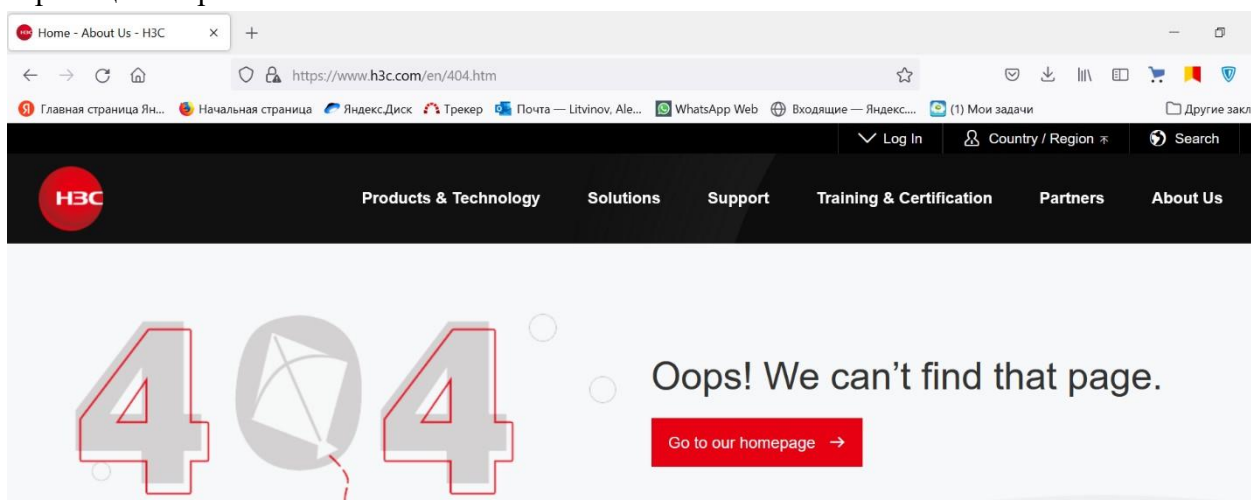 Home - About Us - H3C
https://www.h3c.com/en/404.htm
Главная страница Ян... Начальная страница Яндекс.Диск Трекер Почта — Litvinov, Ale... WhatsApp Web Входящие — Яндекс.... (1) Мои задачи Другие закл
Log In Country / Region Search
H3C Products & Technology Solutions Support Training & Certification Partners About Us
404
Oops! We can’t find that page.
Go to our homepage →